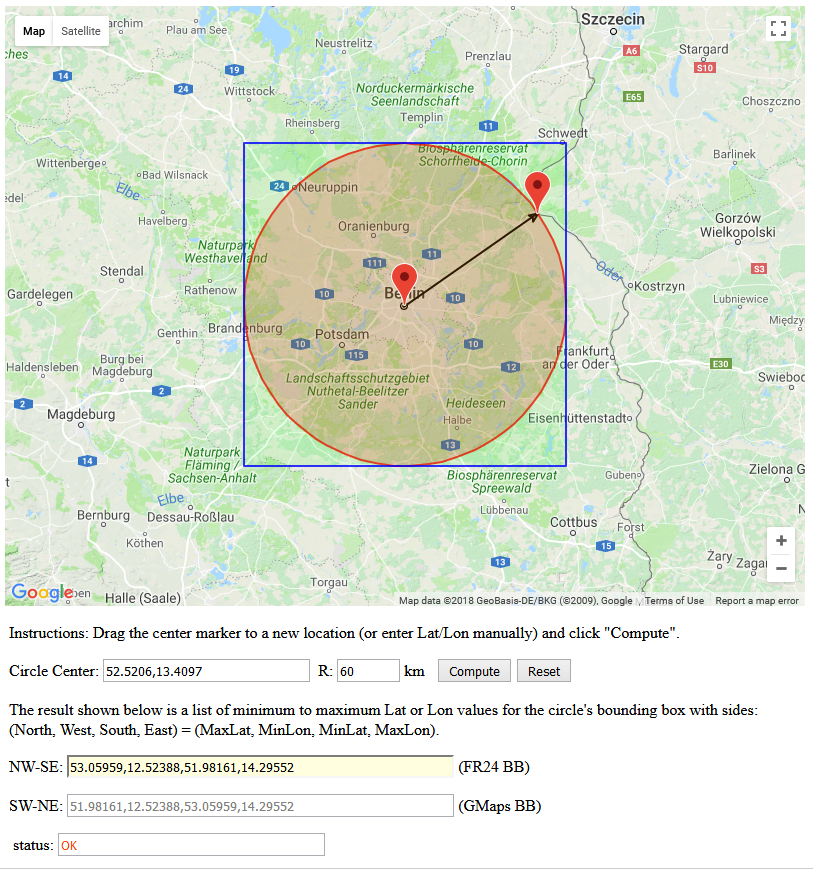 Map Satellite
archim
Plau am See
Szczecin
Neustrelitz
A6
Stargard
ches
14
19
Prenzlau
S10
24
Wittstock
Norduckermärkische
Seenlandschaft
E65
Choszczno
Templin
Rheinsberg
11
Schwedt
Wittenberge
Biosphärenreservat
Schorfheide-Chorin
Barlinek
Bad Wilsnack
24
Neuruppin
Elbe
edel
Havelberg
Oranienburg
Gorzów
Wielkopolski
Naturpark
Westhavelland
11
111
Stendal
Oder
S3
Gardelegen
Rathenow
10
Berlin
10
Kostrzyn
Lubniewice
Brandenburg
Genthin
Potsdam
Między
10
10
115
Frankfurt
an der Oder
Haldensleben
Burg bei
Magdeburg
12
E30
Landschaftsschutzgebiet
Nuthetal-Beelitzer
Sander
Świebo
2
2
Heideseen
Magdeburg
Halbe
Eisenhüttenstadt
13
14
Naturpark
Fläming /
Sachsen-Anhalt
Biosphärenreservat
Spreewald
Guben
Zielona G
t
Elbe
Lübbenau
Bernburg
Dessau-Roßlau
Cottbus
Forst
N
Köthen
15
13
Żary
Żagań
+
−
Torgau
Google
ben
Halle (Saale)
Map data ©2018 GeoBasis-DE/BKG (©2009), Google Terms of Use Report a map error
Instructions: Drag the center marker to a new location (or enter Lat/Lon manually) and click "Compute".
Circle Center: 52.5206,13.4097 R: 60 km Compute Reset
The result shown below is a list of minimum to maximum Lat or Lon values for the circle's bounding box with sides:
(North, West, South, East) = (MaxLat, MinLon, MinLat, MaxLon).
NW-SE: 53.05959,12.52388,51.98161,14.29552 (FR24 BB)
SW-NE: 51.98161,12.52388,53.05959,14.29552 (GMaps BB)
status: OK